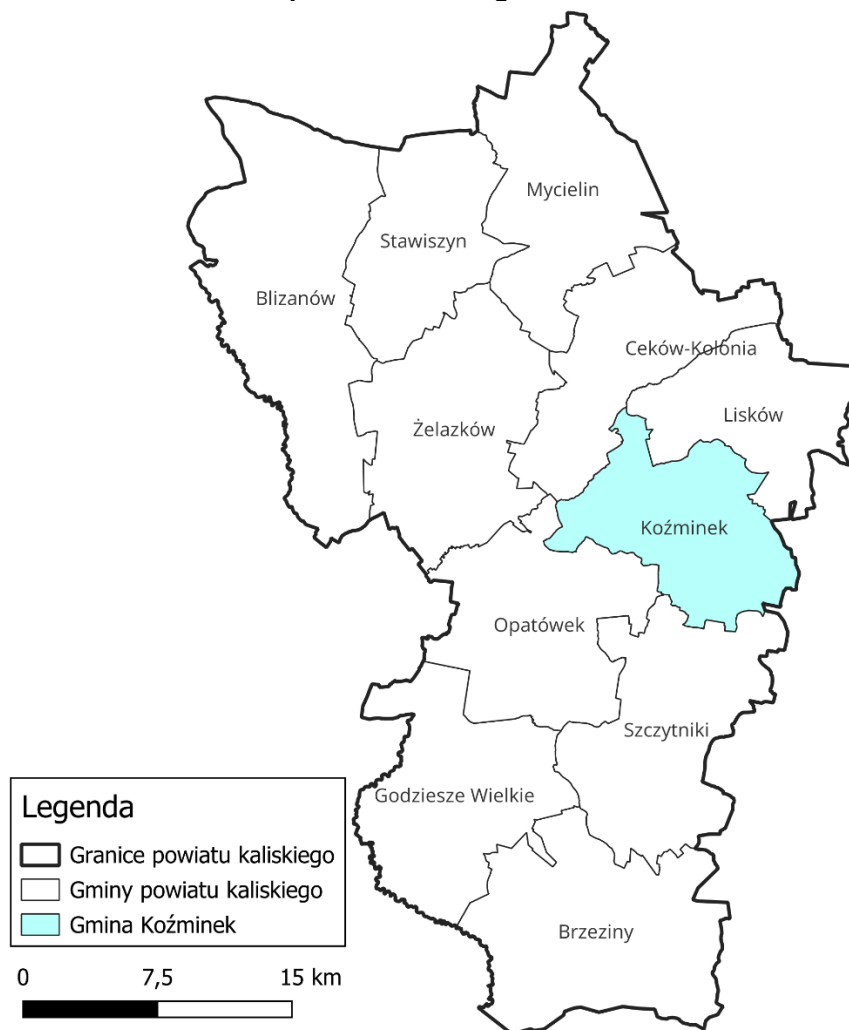 Mycielin
Stawiszyn
Blizanów
Ceków-Kolonia
Lisków
Żelazków
Koźminek
Opatówek
Szczytniki
Godziesze Wielkie
Brzeziny
Legenda
Granice powiatu kaliskiego
Gminy powiatu kaliskiego
Gmina Koźminek
0 7,5 15 km